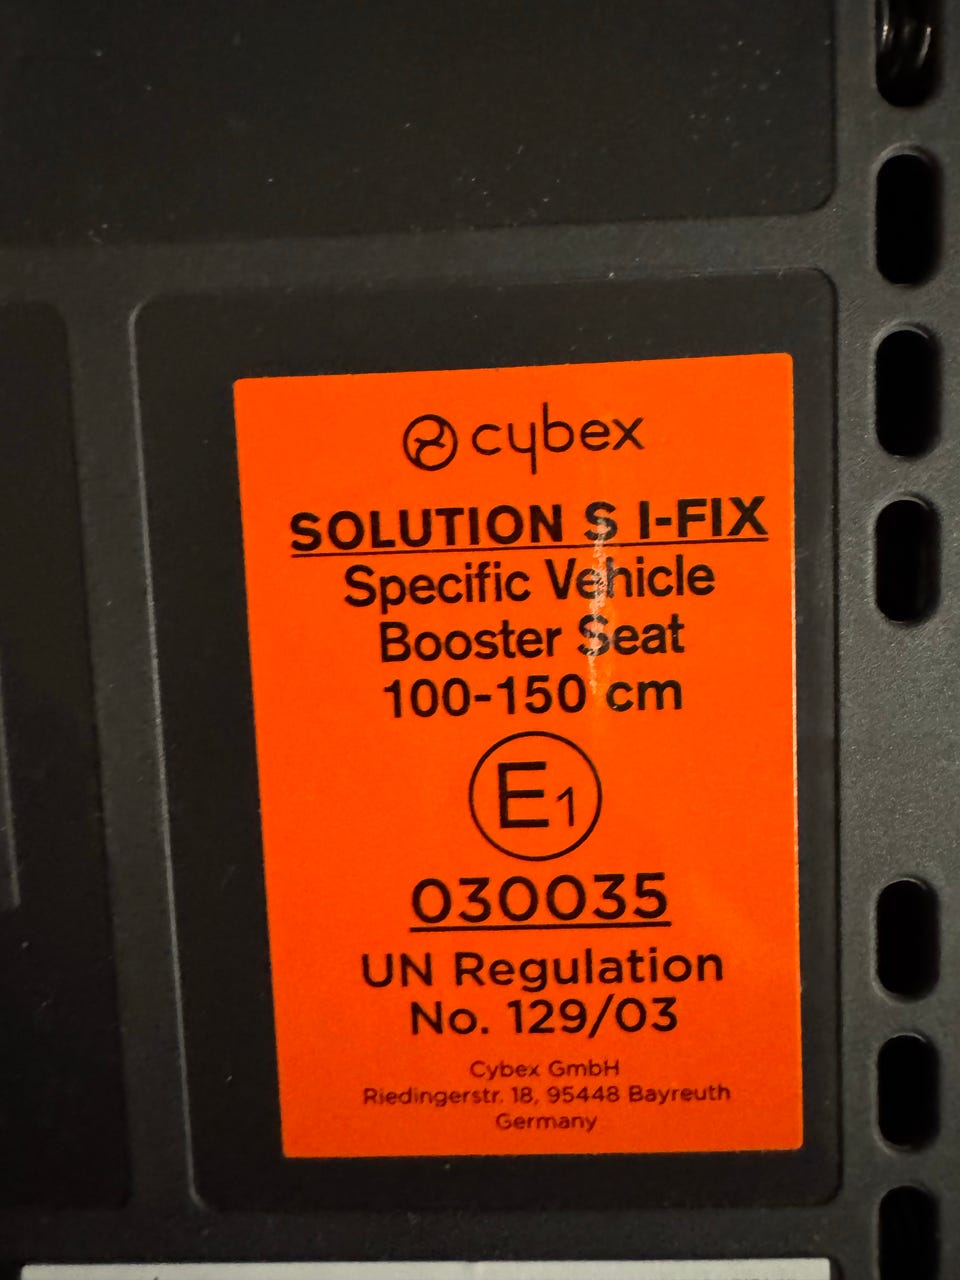 cybex
SOLUTION S I-FIX
Specific Vehicle
Booster Seat
100-150 cm
E1
030035
UN Regulation
No. 129/03
Cybex GmbH
Riedingerstr. 18, 95448 Bayreuth
Germany